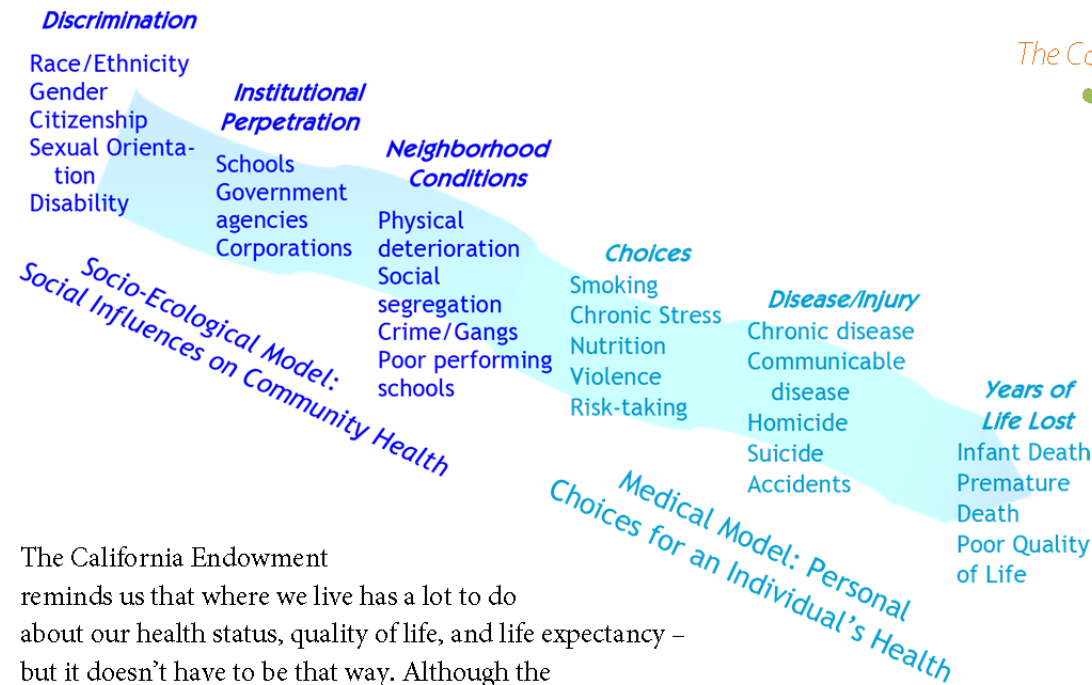 Discrimination
Race/Ethnicity
Gender
Citizenship
Sexual Orienta-
tion
Disability
Institutional
Perpetration
Schools
Government
agencies
Corporations
Neighborhood
Conditions
Physical
deterioration
Social
segregation
Crime/Gangs
Poor performing
schools
Socio-Ecological Model:
Social Influences on Community Health
Choices
Smoking
Chronic Stress
Nutrition
Violence
Risk-taking
Disease/Injury
Chronic disease
Communicable
disease
Homicide
Suicide
Accidents
Years of
Life Lost
Infant Death
Premature
Death
Poor Quality
of Life
Medical Model: Personal
Choices for an Individual's Health
The
The California Endowment
reminds us that where we live has a lot to do
about our health status, quality of life, and life expectancy –
but it doesn't have to be that way. Although the